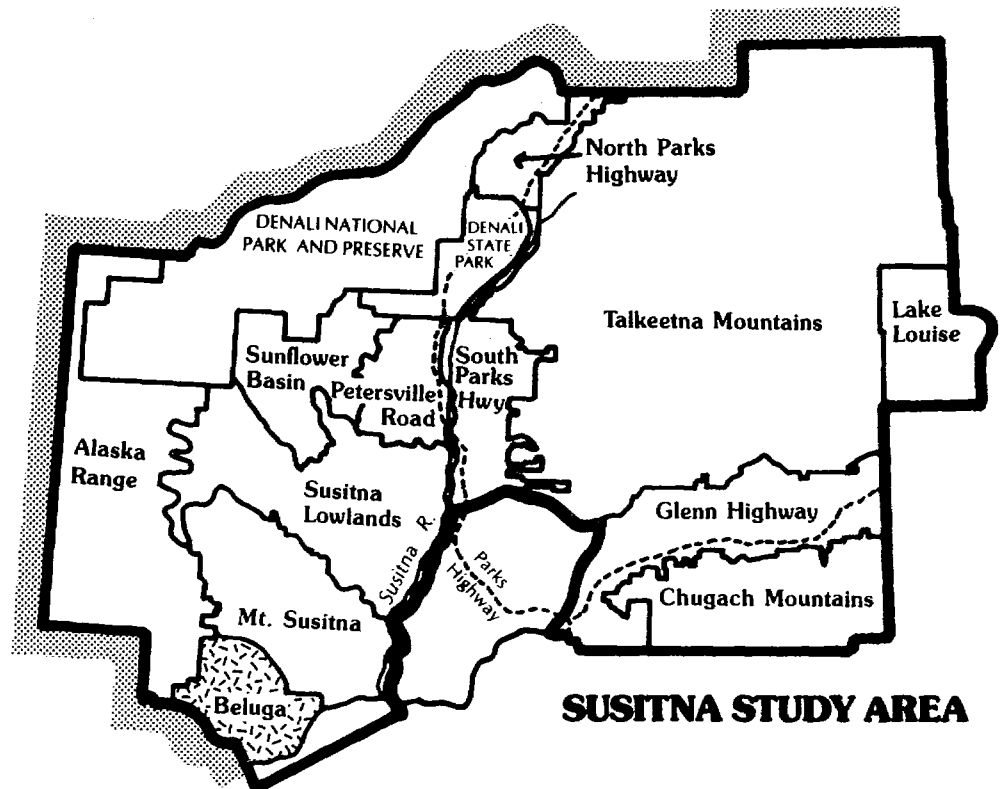 North Parks
Highway
DENALI NATIONAL
PARK AND PRESERVE
DENALI
STATE
PARK
Talkeetna Mountains
Lake
Louise
Sunflower
Basin
Petersville
Road
South
Parks
Hwy
Alaska
Range
Susitna
Lowlands
Glenn Highway
Susitna R.
Parks
Highway
Chugach Mountains
Mt. Susitna
Beluga
SUSITNA STUDY AREA